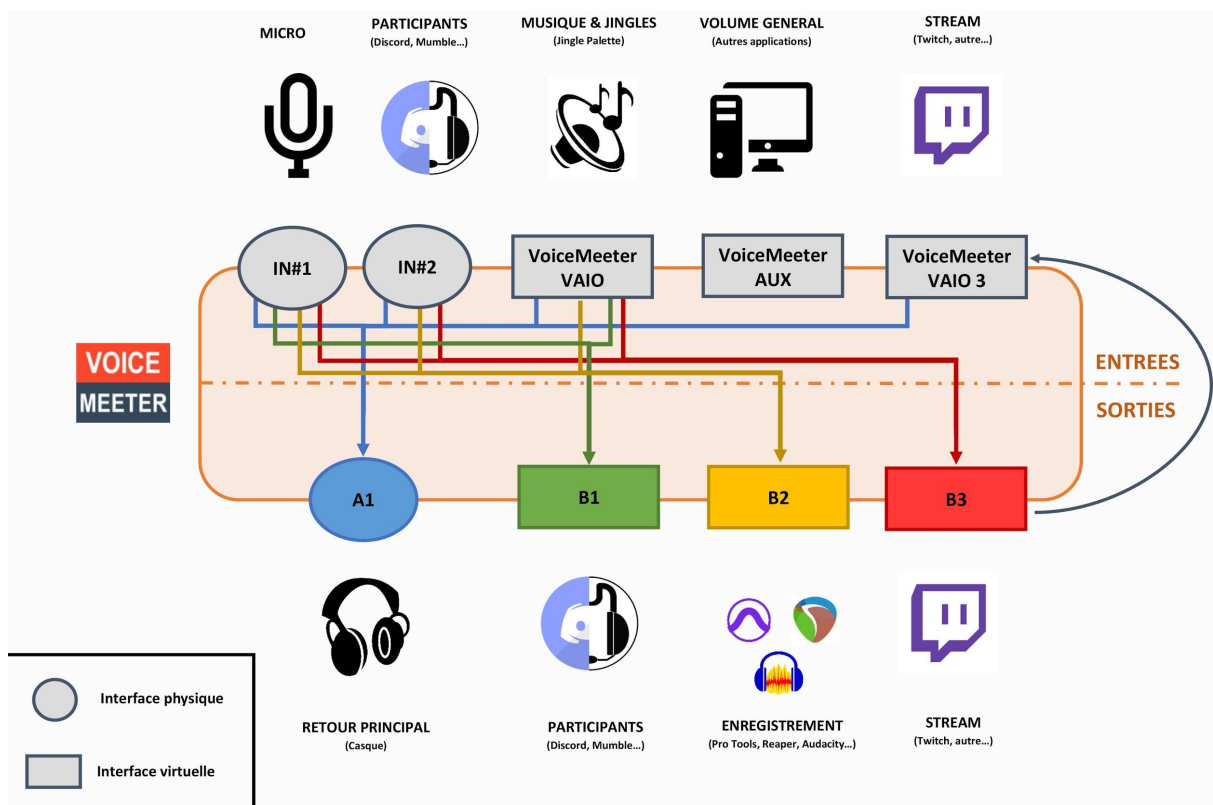 MICRO
PARTICIPANTS
(Discord, Mumble…)
MUSIQUE & JINGLES
(Jingle Palette)
VOLUME GENERAL
(Autres applications)
STREAM
(Twitch, autre…)
IN#1
IN#2
VoiceMeeter
VAIO
VoiceMeeter
AUX
VoiceMeeter
VAIO 3
VOICE
MEETER
ENTREES
SORTIES
A1
B1
B2
B3
Interface physique
Interface virtuelle
RETOUR PRINCIPAL
(Casque)
PARTICIPANTS
(Discord, Mumble…)
ENREGISTREMENT
(Pro Tools, Reaper, Audacity…)
STREAM
(Twitch, autre…)